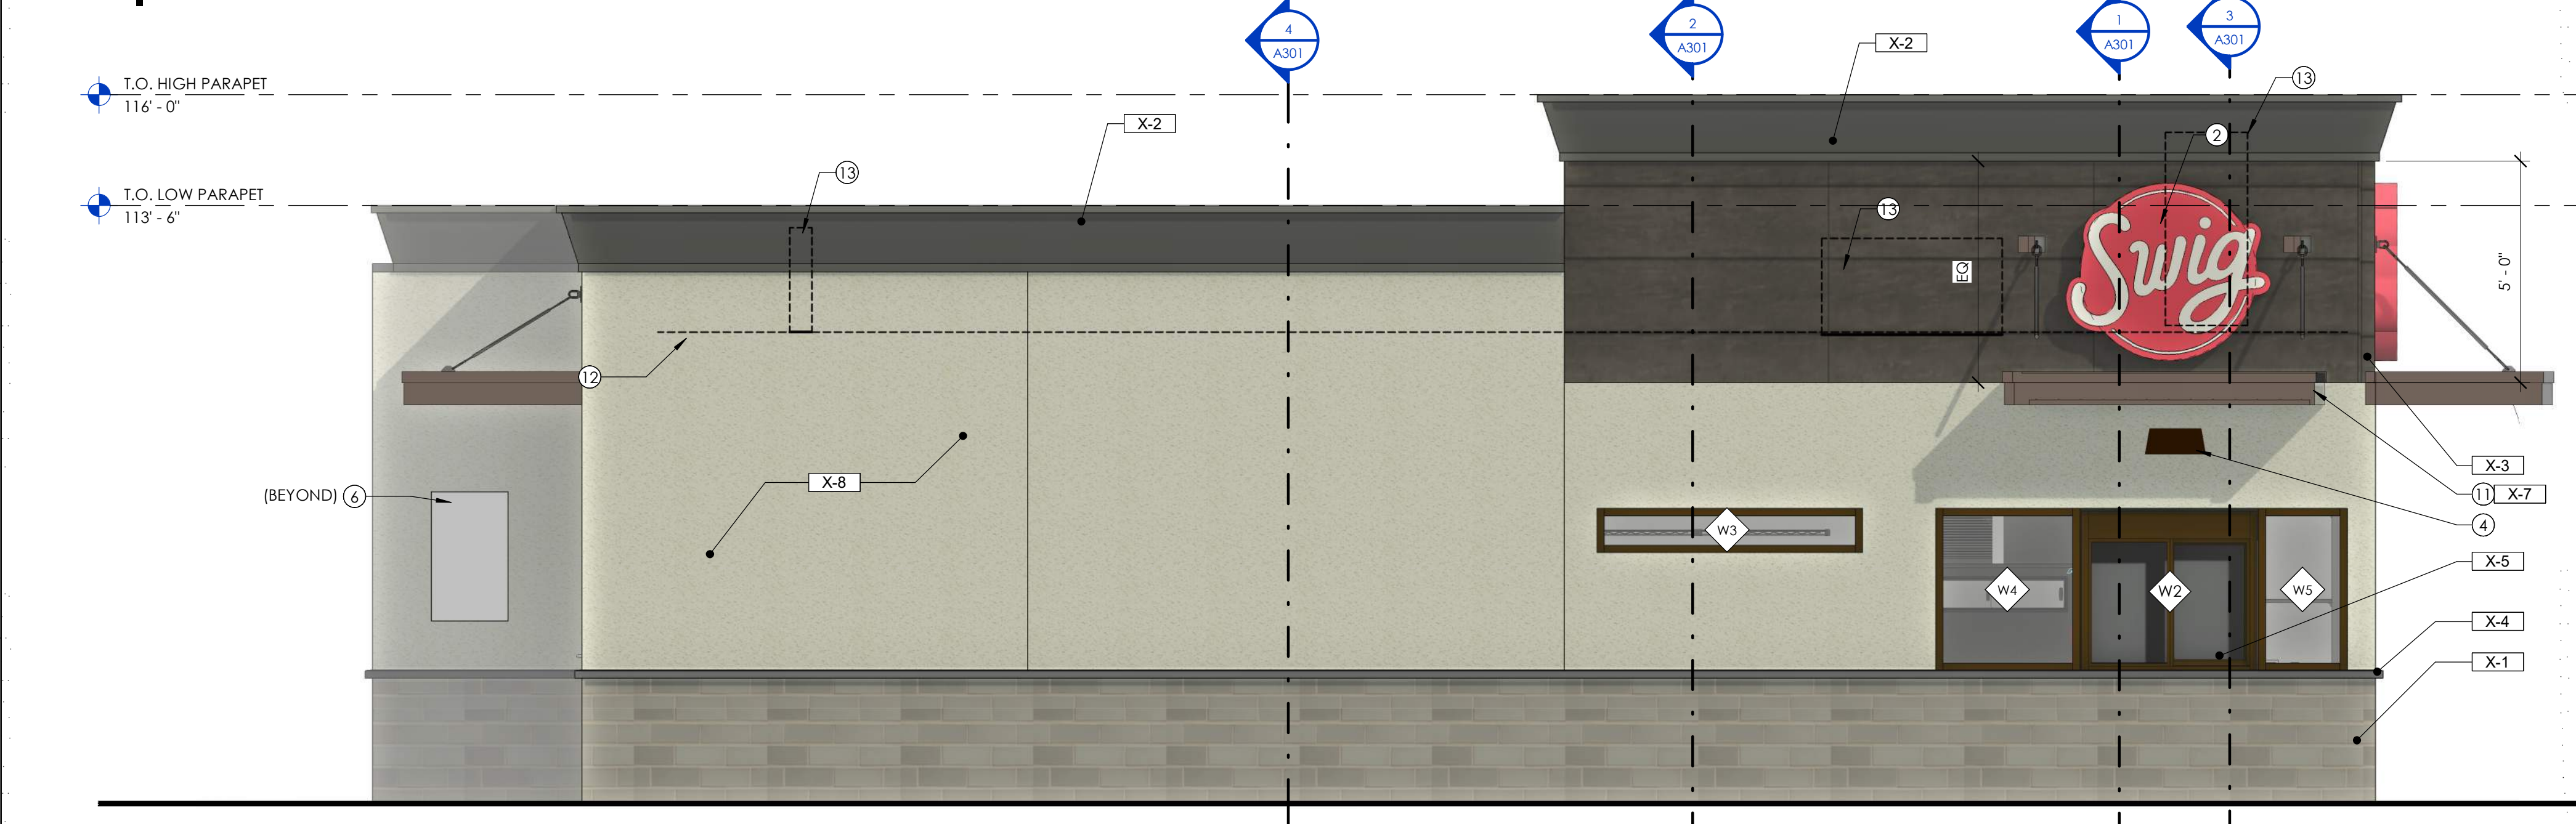 4
A301
2
A301
1
A301
3
A301
X-2
T.O. HIGH PARAPET
116' - 0"
13
X-2
2
13
T.O. LOW PARAPET
113' - 6"
13
Swig
EQ
5' - 0"
12
X-3
X-8
(BEYOND) 6
11 X-7
4
W3
X-5
W4
W2
W5
X-4
X-1